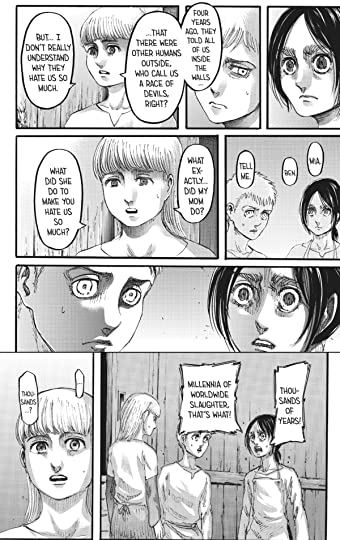 FOUR
YEARS
AGO, THEY
TOLD ALL
OF US
INSIDE
THE
WALLS
...THAT
THERE WERE
OTHER
HUMANS
OUTSIDE,
WHO CALL US
A RACE OF
DEVILS,
RIGHT?
BUT... I
DON'T REALLY
UNDERSTAND
WHY THEY
HATE US SO
MUCH.
MIA.
BEN.
TELL
ME.
WHAT
EX-
ACTLY...
DID MY
MOM
DO?
WHAT
DID SHE
DO TO
MAKE YOU
HATE US
SO
MUCH?
THOU-
SANDS
OF
YEARS!
MILLENNIA OF
WORLDWIDE
SLAUGHTER,
THAT'S WHAT!
THOU-
SANDS
..?